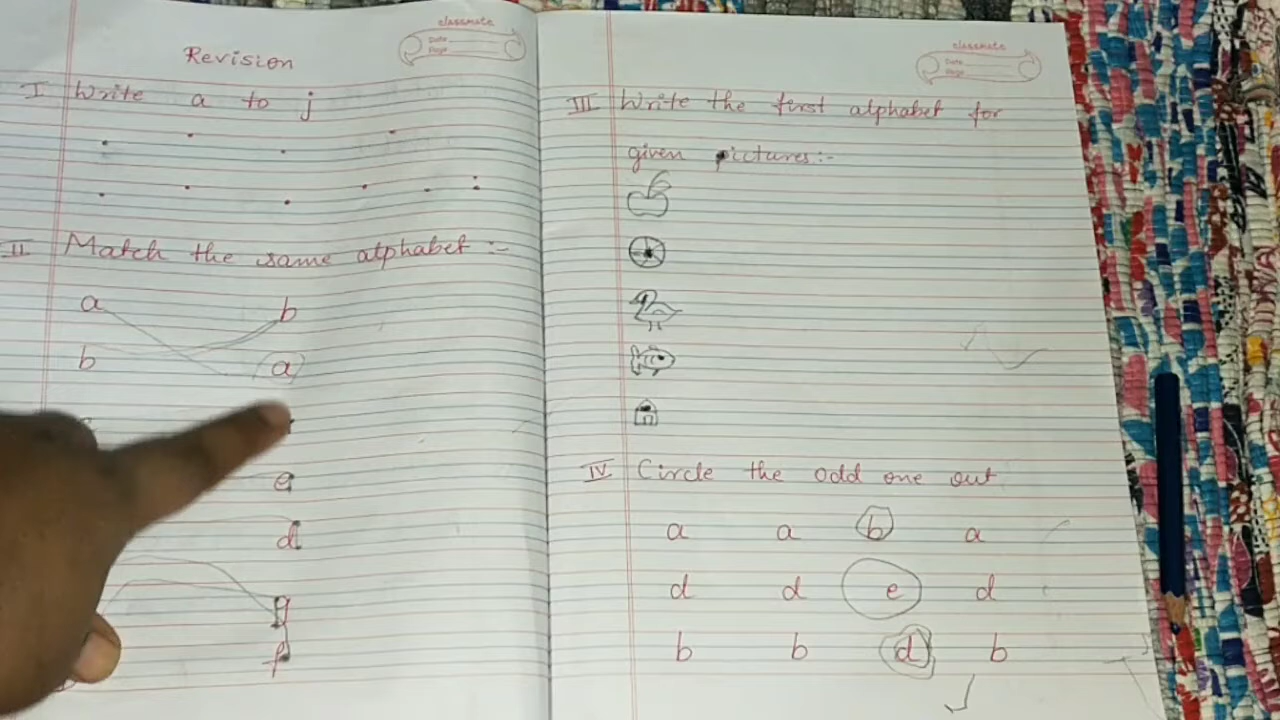 classmate
Date
Page
Revision
I Write a to j
II Match the same alphabet :-
a b
b a
e
d
g
f
classmate
Date
Page
III Write the first alphabet for
given pictures:-
IV Circle the odd one out
a a b a
d d e d
b b d b